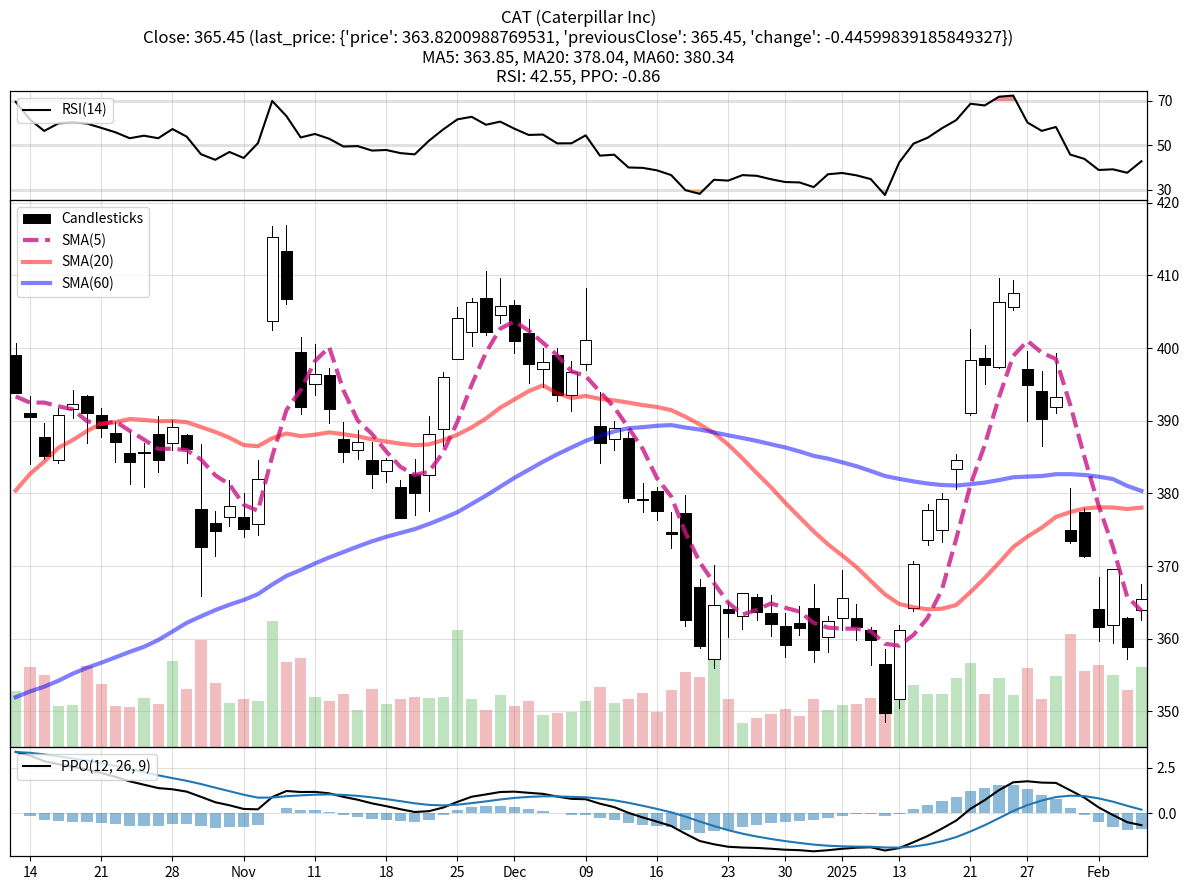 CAT (Caterpillar Inc)
Close: 365.45 (last_price: {'price': 363.8200988769531, 'previousClose': 365.45, 'change': -0.44599839185849327})
MA5: 363.85, MA20: 378.04, MA60: 380.34
RSI: 42.55, PPO: -0.86
RSI(14)
70
50
30
Candlesticks
SMA(5)
SMA(20)
SMA(60)
420
410
400
390
380
370
360
350
PPO(12, 26, 9)
2.5
0.0
14 21 28 Nov 11 18 25 Dec 09 16 23 30 2025 13 21 27 Feb